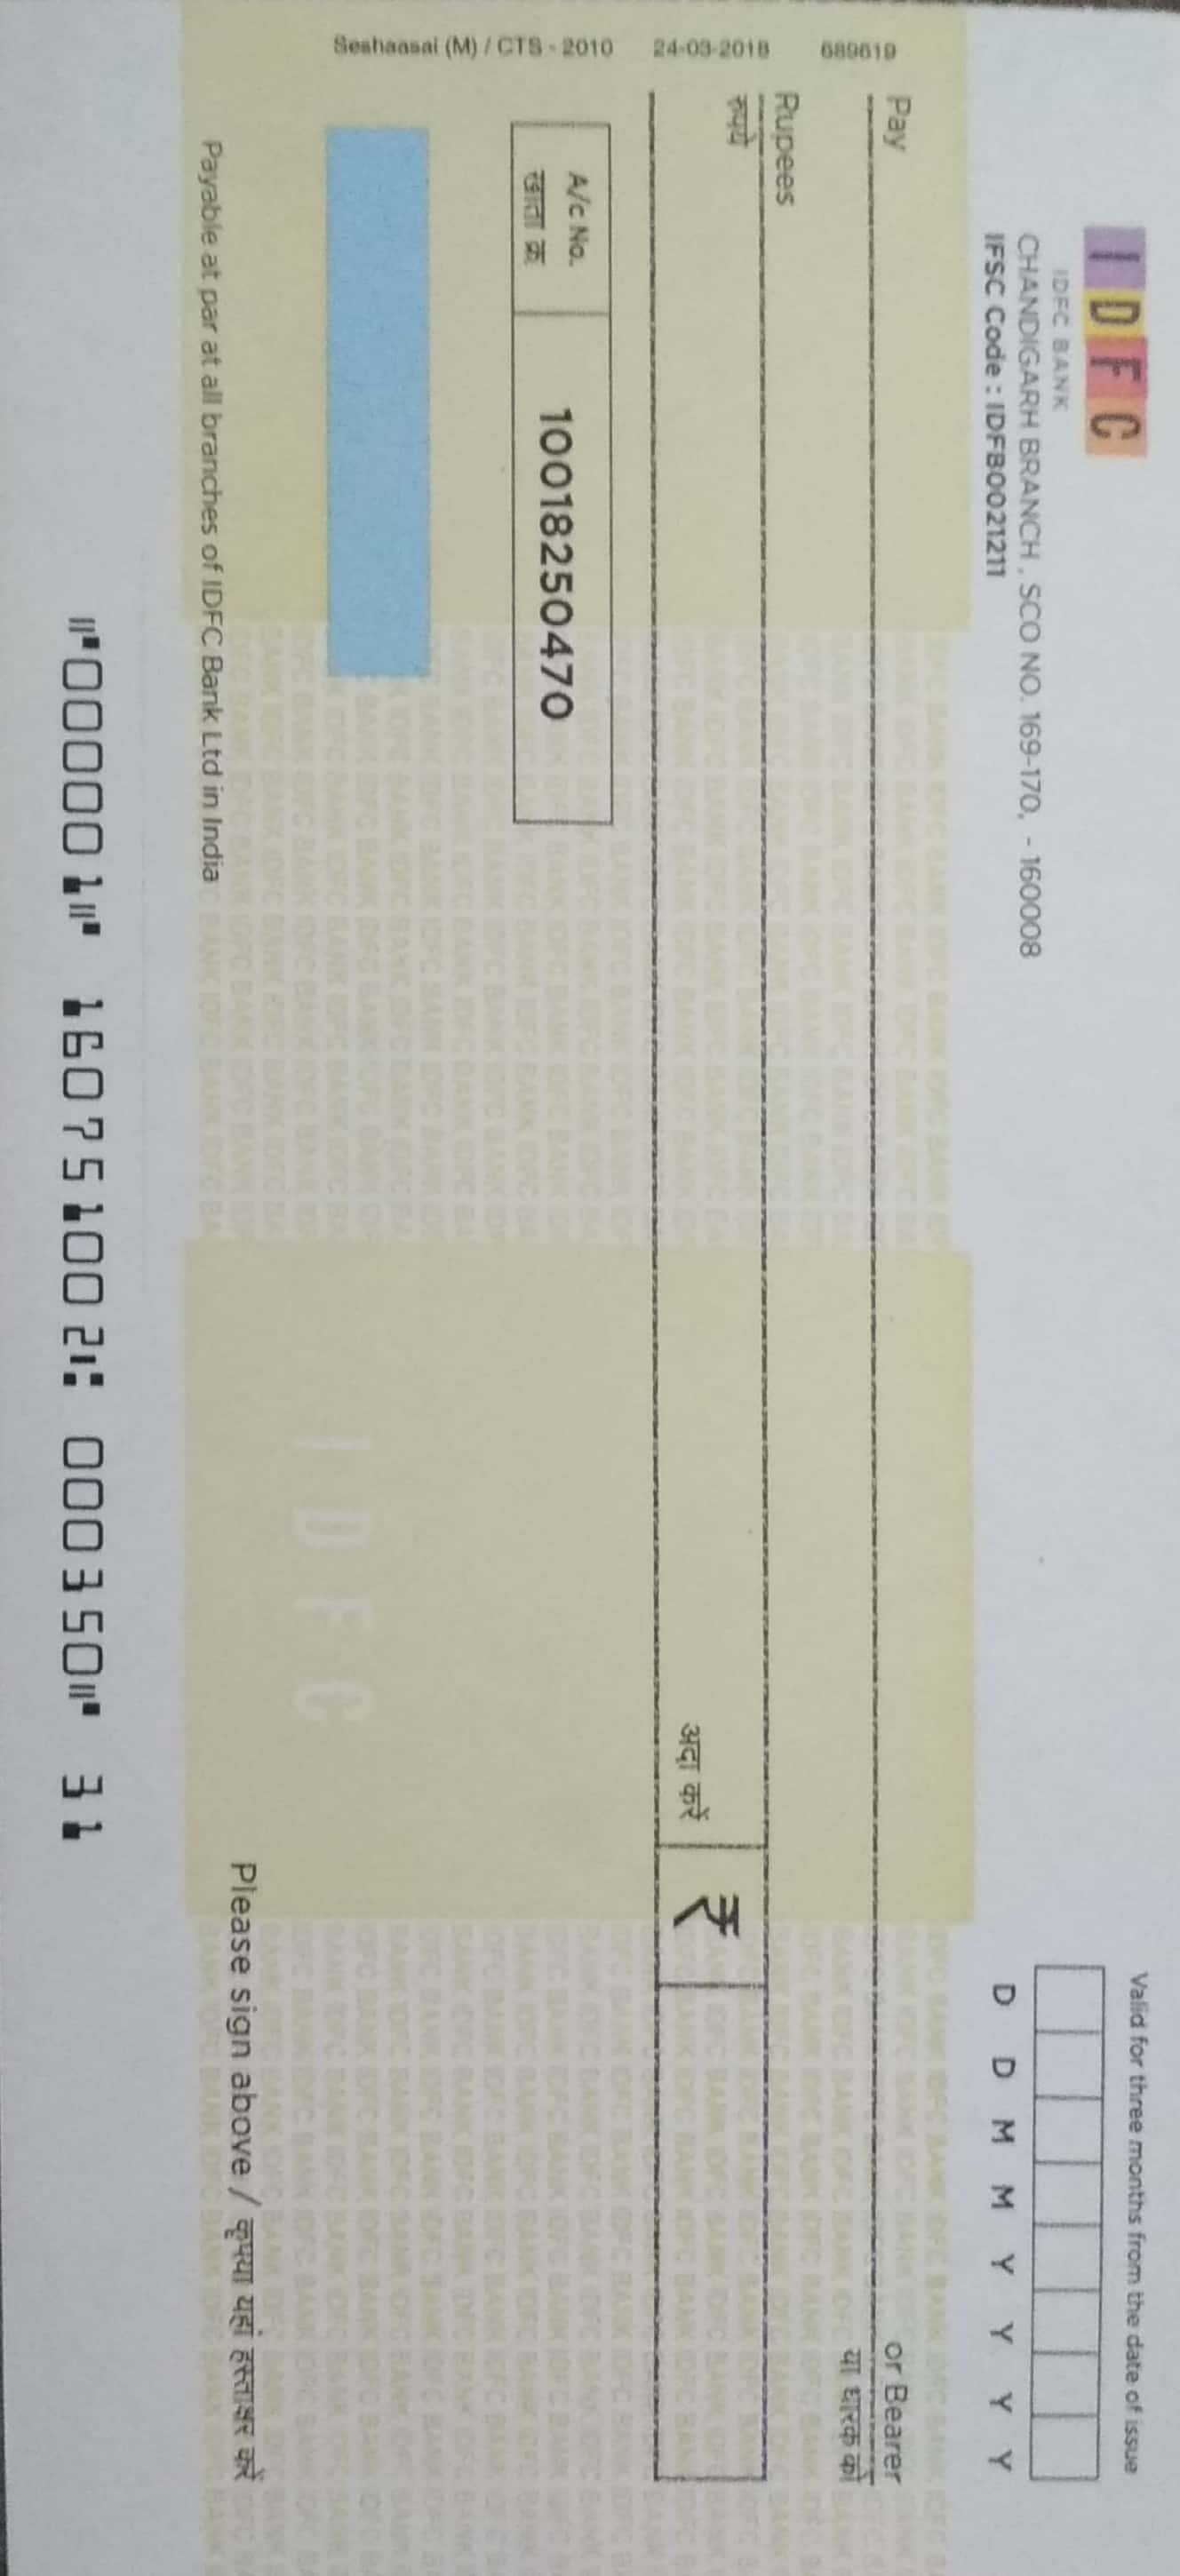 IDFC
IDFC BANK
CHANDIGARH BRANCH , SCO NO. 169-170, - 160008
IFSC Code : IDFB0021211
Valid for three months from the date of issue
D D M M Y Y Y Y
Pay
or Bearer
या धारक को
Rupees
रुपये
अदा करें
₹
A/c No.
खाता क्र.
10018250470
Seshaasai (M) / CTS - 2010 24-03-2018 689619
IDFC
Please sign above / कृपया यहां हस्ताक्षर करें
Payable at par at all branches of IDFC Bank Ltd in India
⑈000001⑈ 160751002⑆ 000350⑈ 31